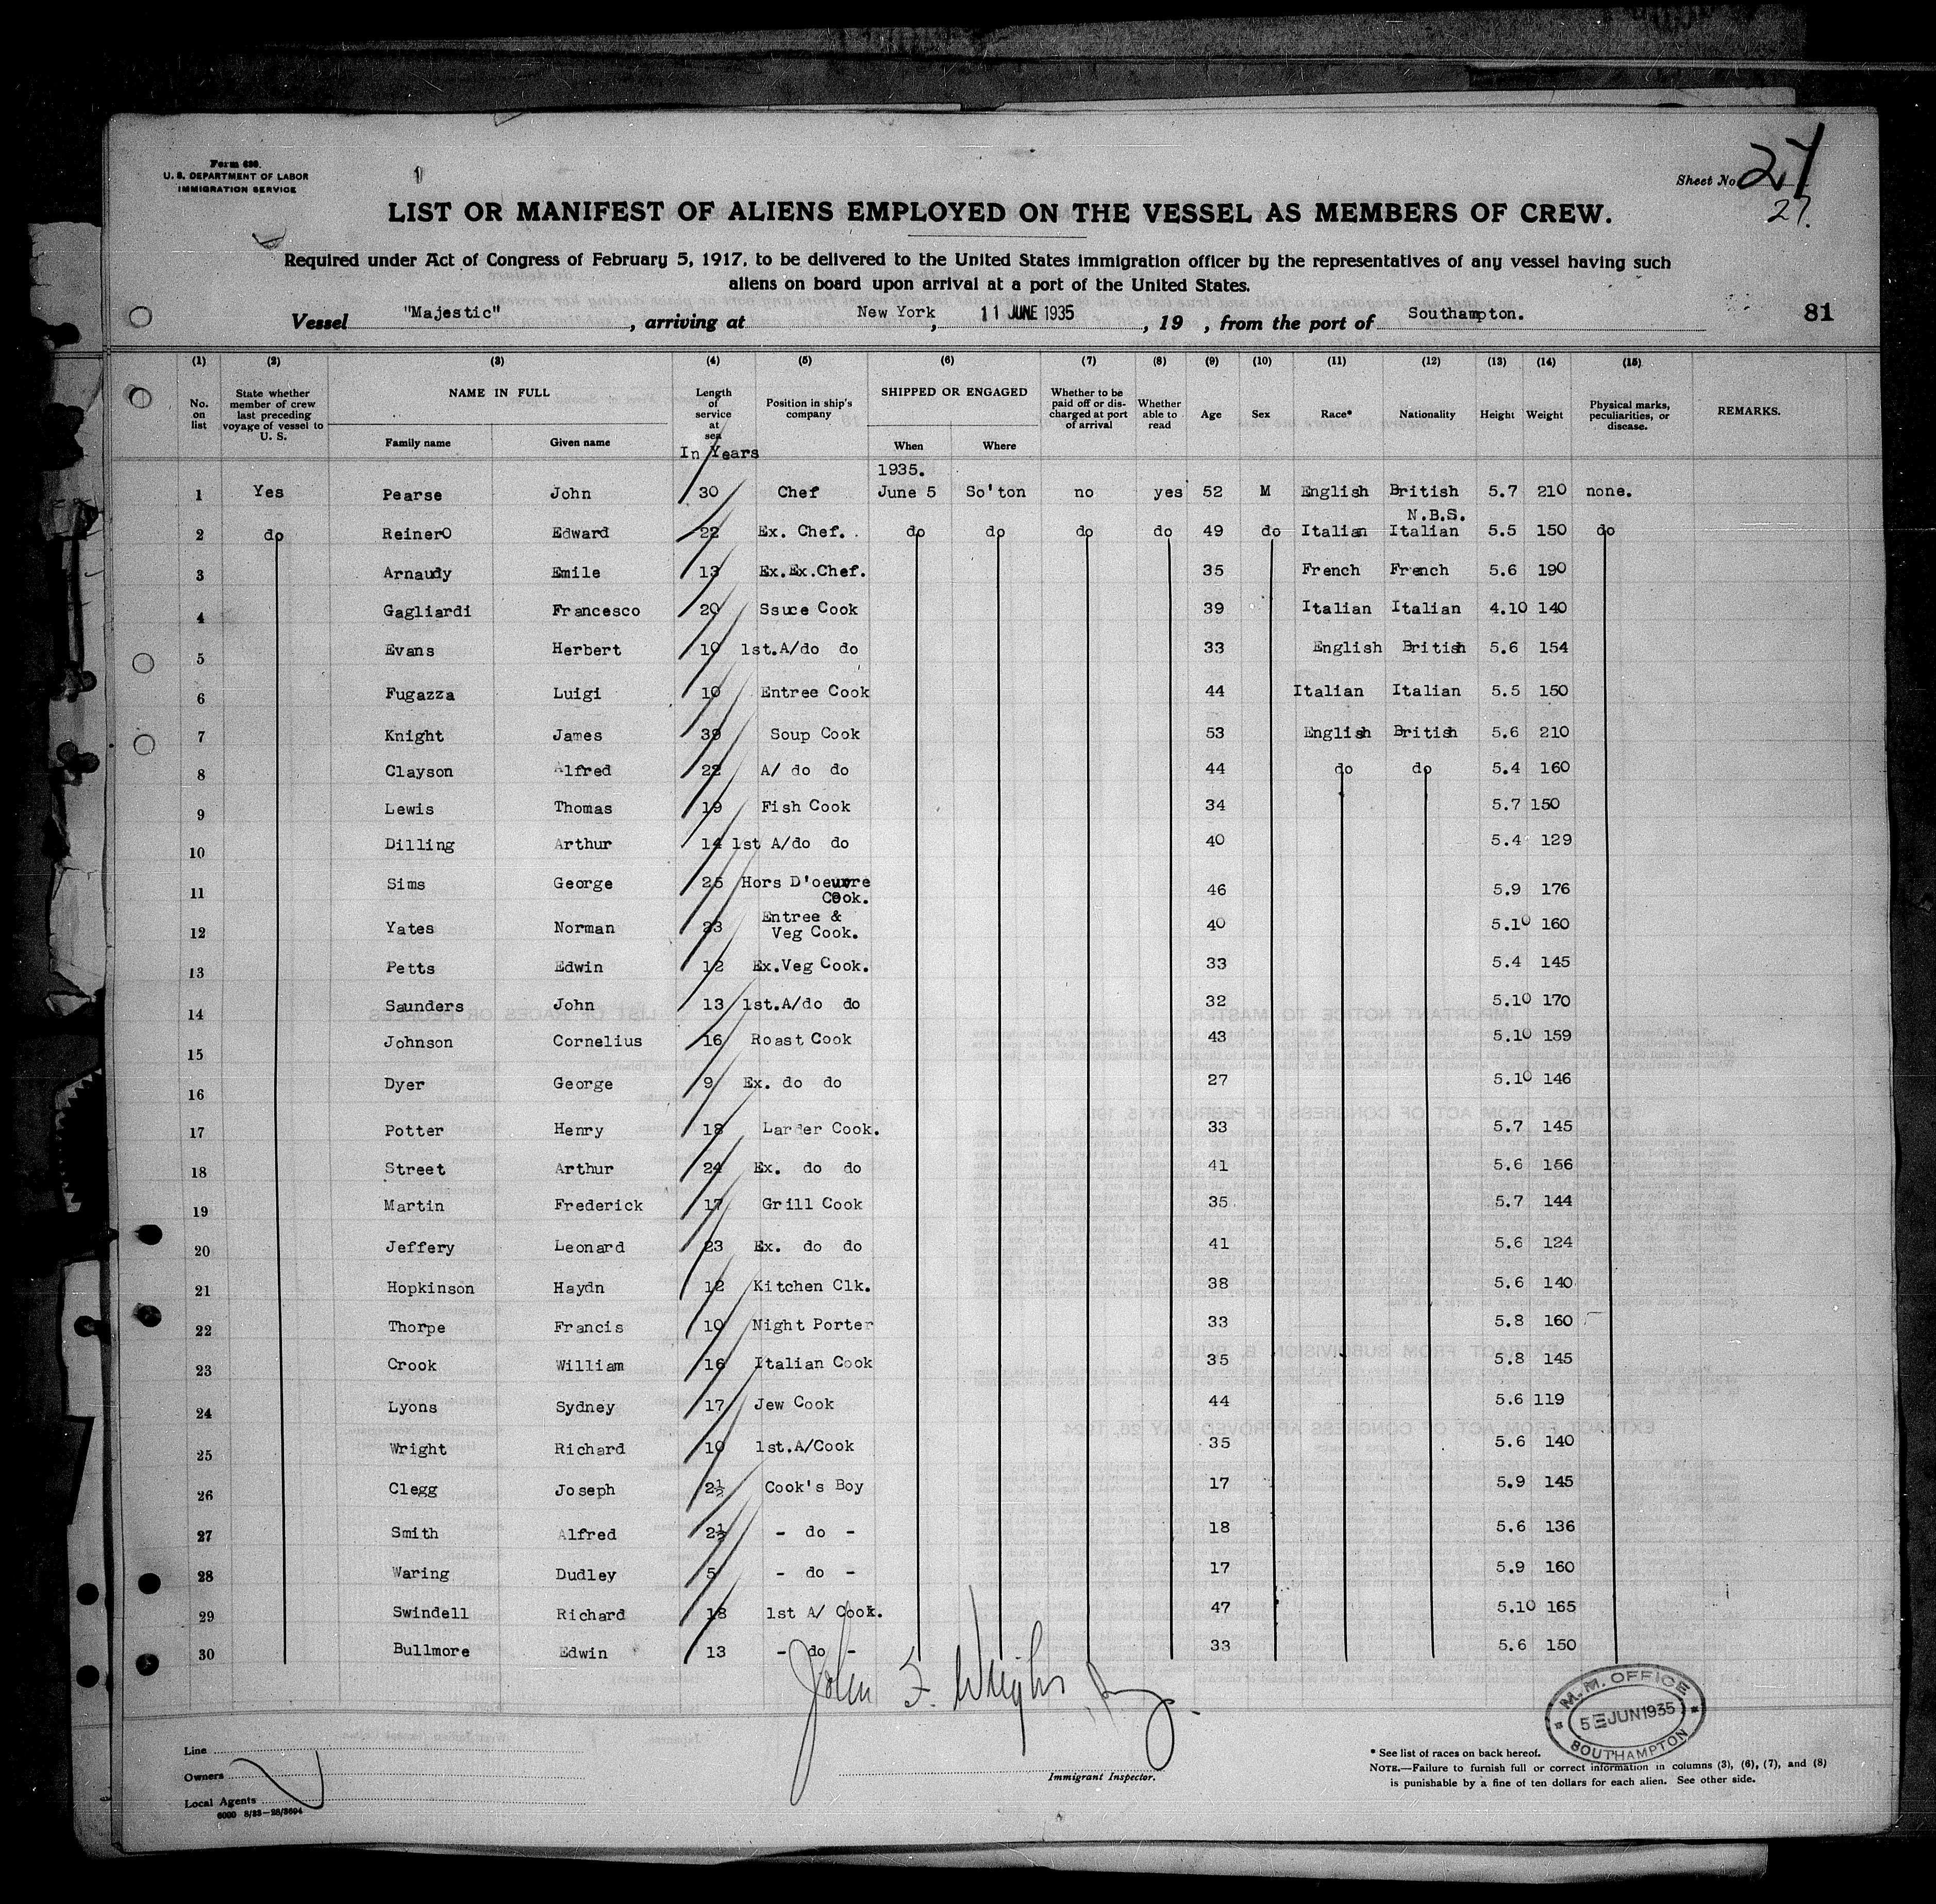 Form 680.
U. S. DEPARTMENT OF LABOR
IMMIGRATION SERVICE
Sheet No. 27
27.
LIST OR MANIFEST OF ALIENS EMPLOYED ON THE VESSEL AS MEMBERS OF CREW.
Required under Act of Congress of February 5, 1917, to be delivered to the United States immigration officer by the representatives of any vessel having such
aliens on board upon arrival at a port of the United States.
Vessel "Majestic", arriving at New York, 11 JUNE 1935, 19 , from the port of Southampton. 81
(1) (2) (3) (4) (5) (6) (7) (8) (9) (10) (11) (12) (13) (14) (15)
No. on list State whether member of crew last preceding voyage of vessel to U. S. NAME IN FULL Family name Given name Length of service at sea Position in ship's company SHIPPED OR ENGAGED When Where Whether to be paid off or discharged at port of arrival Whether able to read Age Sex Race* Nationality Height Weight Physical marks, peculiarities, or disease. REMARKS.
In Years
1935.
1 Yes Pearse John 30 Chef June 5 So'ton no yes 52 M English British 5.7 210 none.
N.B.S.
2 do ReinerO Edward 22 Ex. Chef. do do do do 49 do Italian Italian 5.5 150 do
3 Arnaudy Emile 13 Ex.Ex.Chef. 35 French French 5.6 190
4 Gagliardi Francesco 20 Ssuce Cook 39 Italian Italian 4.10 140
5 Evans Herbert 10 1st.A/do do 33 English British 5.6 154
6 Fugazza Luigi 10 Entree Cook 44 Italian Italian 5.5 150
7 Knight James 39 Soup Cook 53 English British 5.6 210
8 Clayson Alfred 22 A/ do do 44 do do 5.4 160
9 Lewis Thomas 19 Fish Cook 34 5.7 150
10 Dilling Arthur 14 1st A/do do 40 5.4 129
11 Sims George 25 Hors D'oeuvre Cook. 46 5.9 176
12 Yates Norman 23 Entree & Veg Cook. 40 5.10 160
13 Petts Edwin 12 Ex.Veg Cook. 33 5.4 145
14 Saunders John 13 1st.A/do do 32 5.10 170
15 Johnson Cornelius 16 Roast Cook 43 5.10 159
16 Dyer George 9 Ex. do do 27 5.10 146
17 Potter Henry 18 Larder Cook. 33 5.7 145
18 Street Arthur 24 Ex. do do 41 5.6 156
19 Martin Frederick 17 Grill Cook 35 5.7 144
20 Jeffery Leonard 23 Ex. do do 41 5.6 124
21 Hopkinson Haydn 12 Kitchen Clk. 38 5.6 140
22 Thorpe Francis 10 Night Porter 33 5.8 160
23 Crook William 16 Italian Cook 35 5.8 145
24 Lyons Sydney 17 Jew Cook 44 5.6 119
25 Wright Richard 10 1st.A/Cook 35 5.6 140
26 Clegg Joseph 2½ Cook's Boy 17 5.9 145
27 Smith Alfred 2½ - do - 18 5.6 136
28 Waring Dudley 5 - do - 17 5.9 160
29 Swindell Richard 18 1st A/ Cook. 47 5.10 165
30 Bullmore Edwin 13 - do - 33 5.6 150
John F. Wright
M. M. OFFICE
5 JUN 1935
SOUTHAMPTON
Line
Owners
Local Agents
6000 8/33—28/3694
Immigrant Inspector.
* See list of races on back hereof.
NOTE.—Failure to furnish full or correct information in columns (3), (6), (7), and (8)
is punishable by a fine of ten dollars for each alien. See other side.